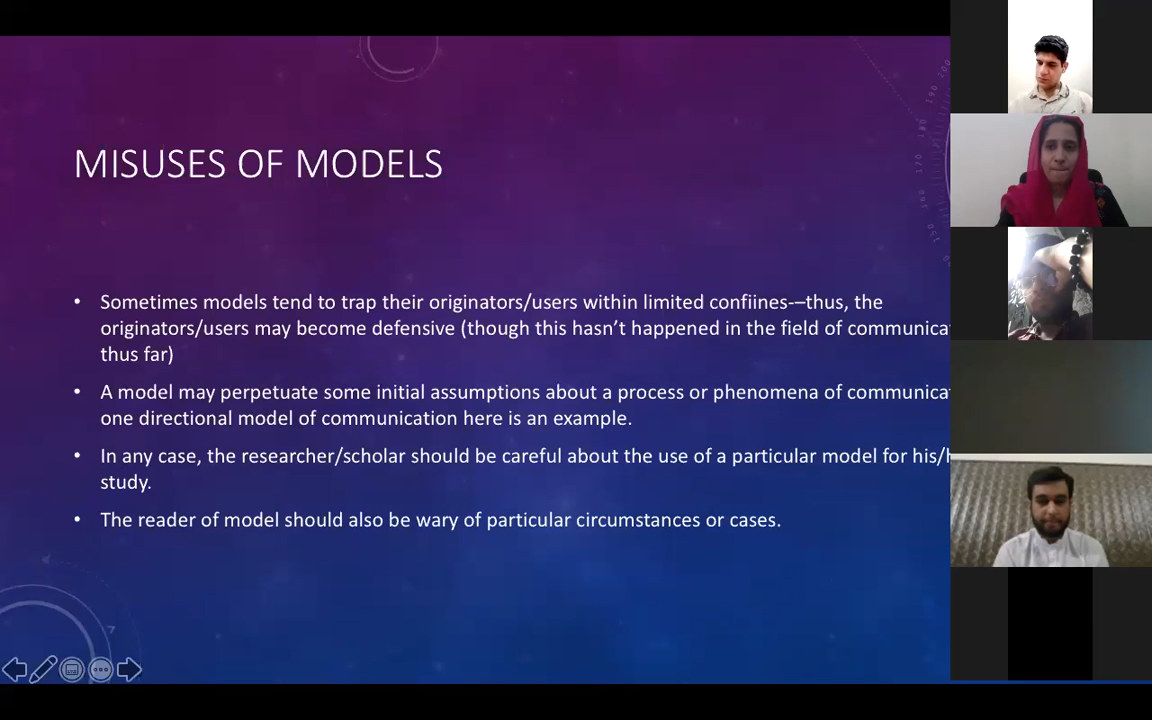 MISUSES OF MODELS
• Sometimes models tend to trap their originators/users within limited confiines-–thus, the
originators/users may become defensive (though this hasn't happened in the field of communicat
thus far)
• A model may perpetuate some initial assumptions about a process or phenomena of communicat
one directional model of communication here is an example.
• In any case, the researcher/scholar should be careful about the use of a particular model for his/h
study.
• The reader of model should also be wary of particular circumstances or cases.